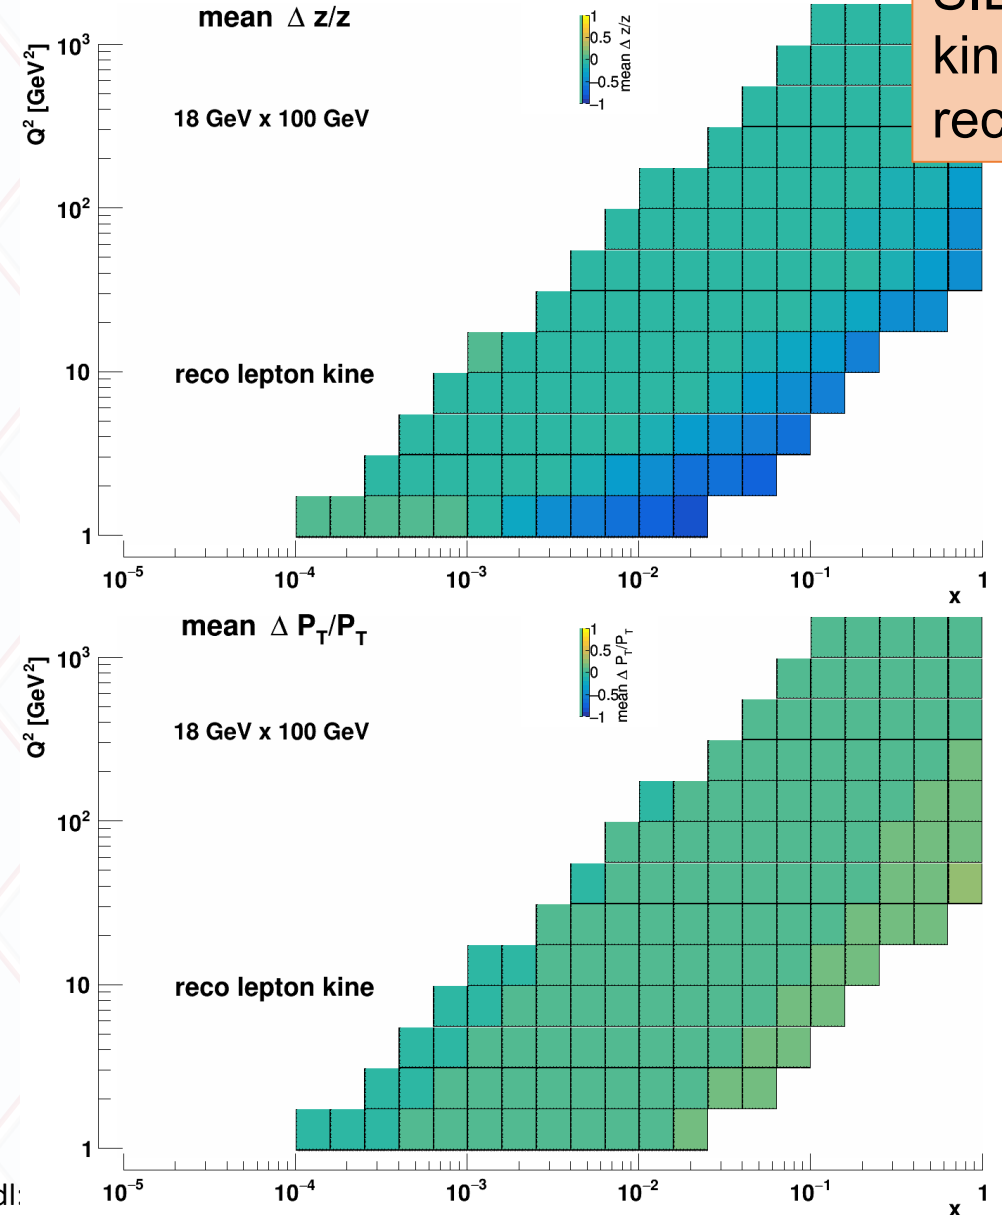 mean Δ z/z
1
0.5
0
−0.5
−1
mean Δ z/z
Q² [GeV²]
10³
10²
10
1
18 GeV x 100 GeV
reco lepton kine
10⁻⁵ 10⁻⁴ 10⁻³ 10⁻² 10⁻¹ 1
x
kin
rec
mean Δ P_T/P_T
1
0.5
0
−0.5
−1
mean Δ P_T/P_T
Q² [GeV²]
10³
10²
10
1
18 GeV x 100 GeV
reco lepton kine
10⁻⁵ 10⁻⁴ 10⁻³ 10⁻² 10⁻¹ 1
x